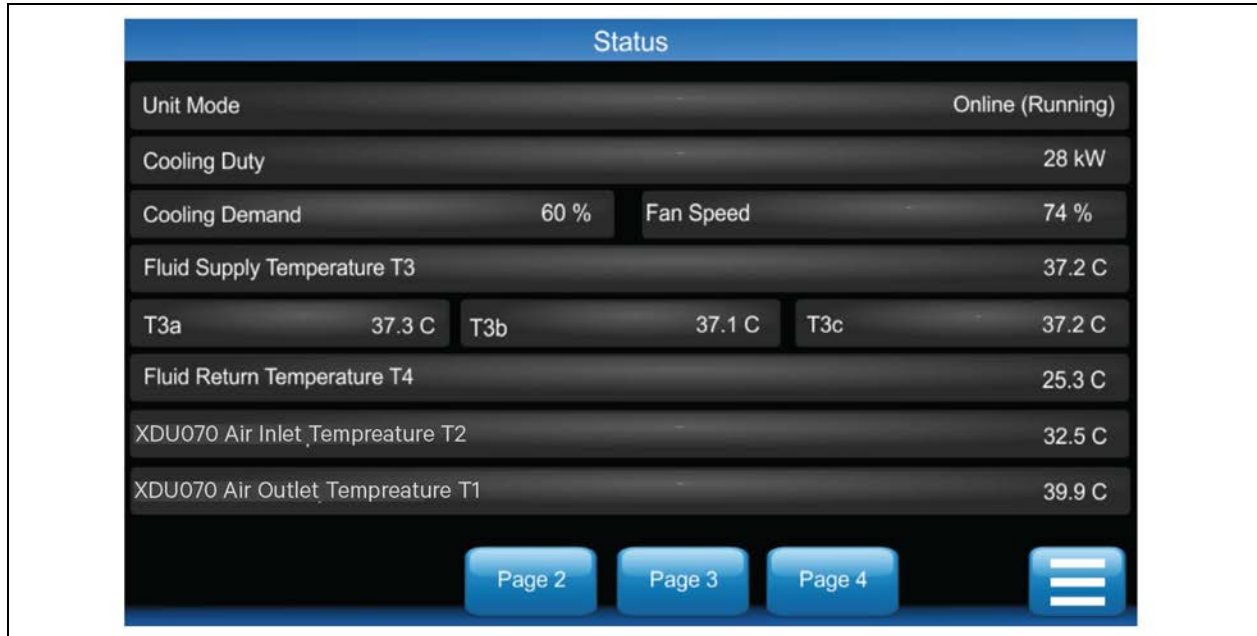 Status
Unit Mode Online (Running)
Cooling Duty 28 kW
Cooling Demand 60 % Fan Speed 74 %
Fluid Supply Temperature T3 37.2 C
T3a 37.3 C T3b 37.1 C T3c 37.2 C
Fluid Return Temperature T4 25.3 C
XDU070 Air Inlet Tempreature T2 32.5 C
XDU070 Air Outlet Tempreature T1 39.9 C
Page 2 Page 3 Page 4